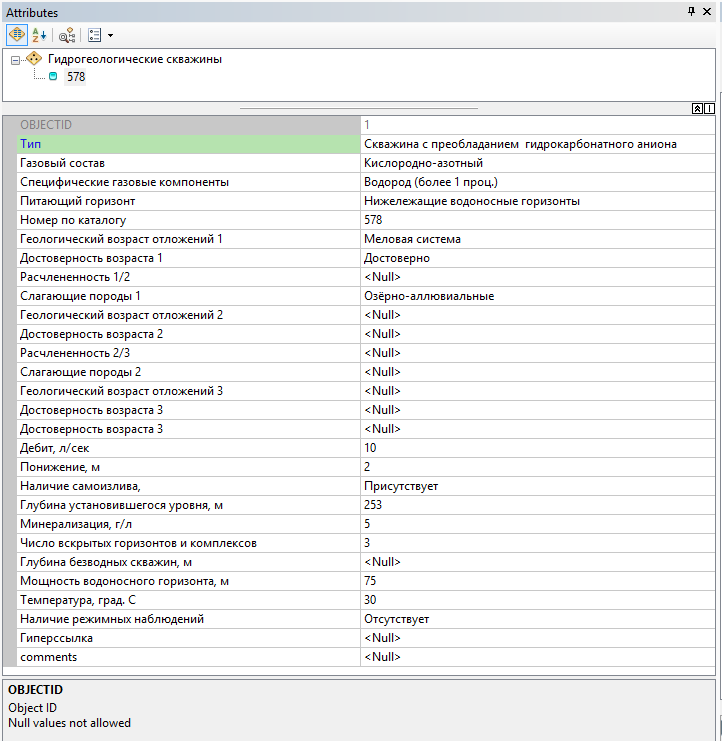 Attributes
Гидрогеологические скважины
578
OBJECTID 1
Тип Скважина с преобладанием гидрокарбонатного аниона
Газовый состав Кислородно-азотный
Специфические газовые компоненты Водород (более 1 проц.)
Питающий горизонт Нижележащие водоносные горизонты
Номер по каталогу 578
Геологический возраст отложений 1 Меловая система
Достоверность возраста 1 Достоверно
Расчлененность 1/2 <Null>
Слагающие породы 1 Озёрно-аллювиальные
Геологический возраст отложений 2 <Null>
Достоверность возраста 2 <Null>
Расчлененность 2/3 <Null>
Слагающие породы 2 <Null>
Геологический возраст отложений 3 <Null>
Достоверность возраста 3 <Null>
Достоверность возраста 3 <Null>
Дебит, л/сек 10
Понижение, м 2
Наличие самоизлива, Присутствует
Глубина установившегося уровня, м 253
Минерализация, г/л 5
Число вскрытых горизонтов и комплексов 3
Глубина безводных скважин, м <Null>
Мощность водоносного горизонта, м 75
Температура, град. С 30
Наличие режимных наблюдений Отсутствует
Гиперссылка <Null>
comments <Null>
OBJECTID
Object ID
Null values not allowed